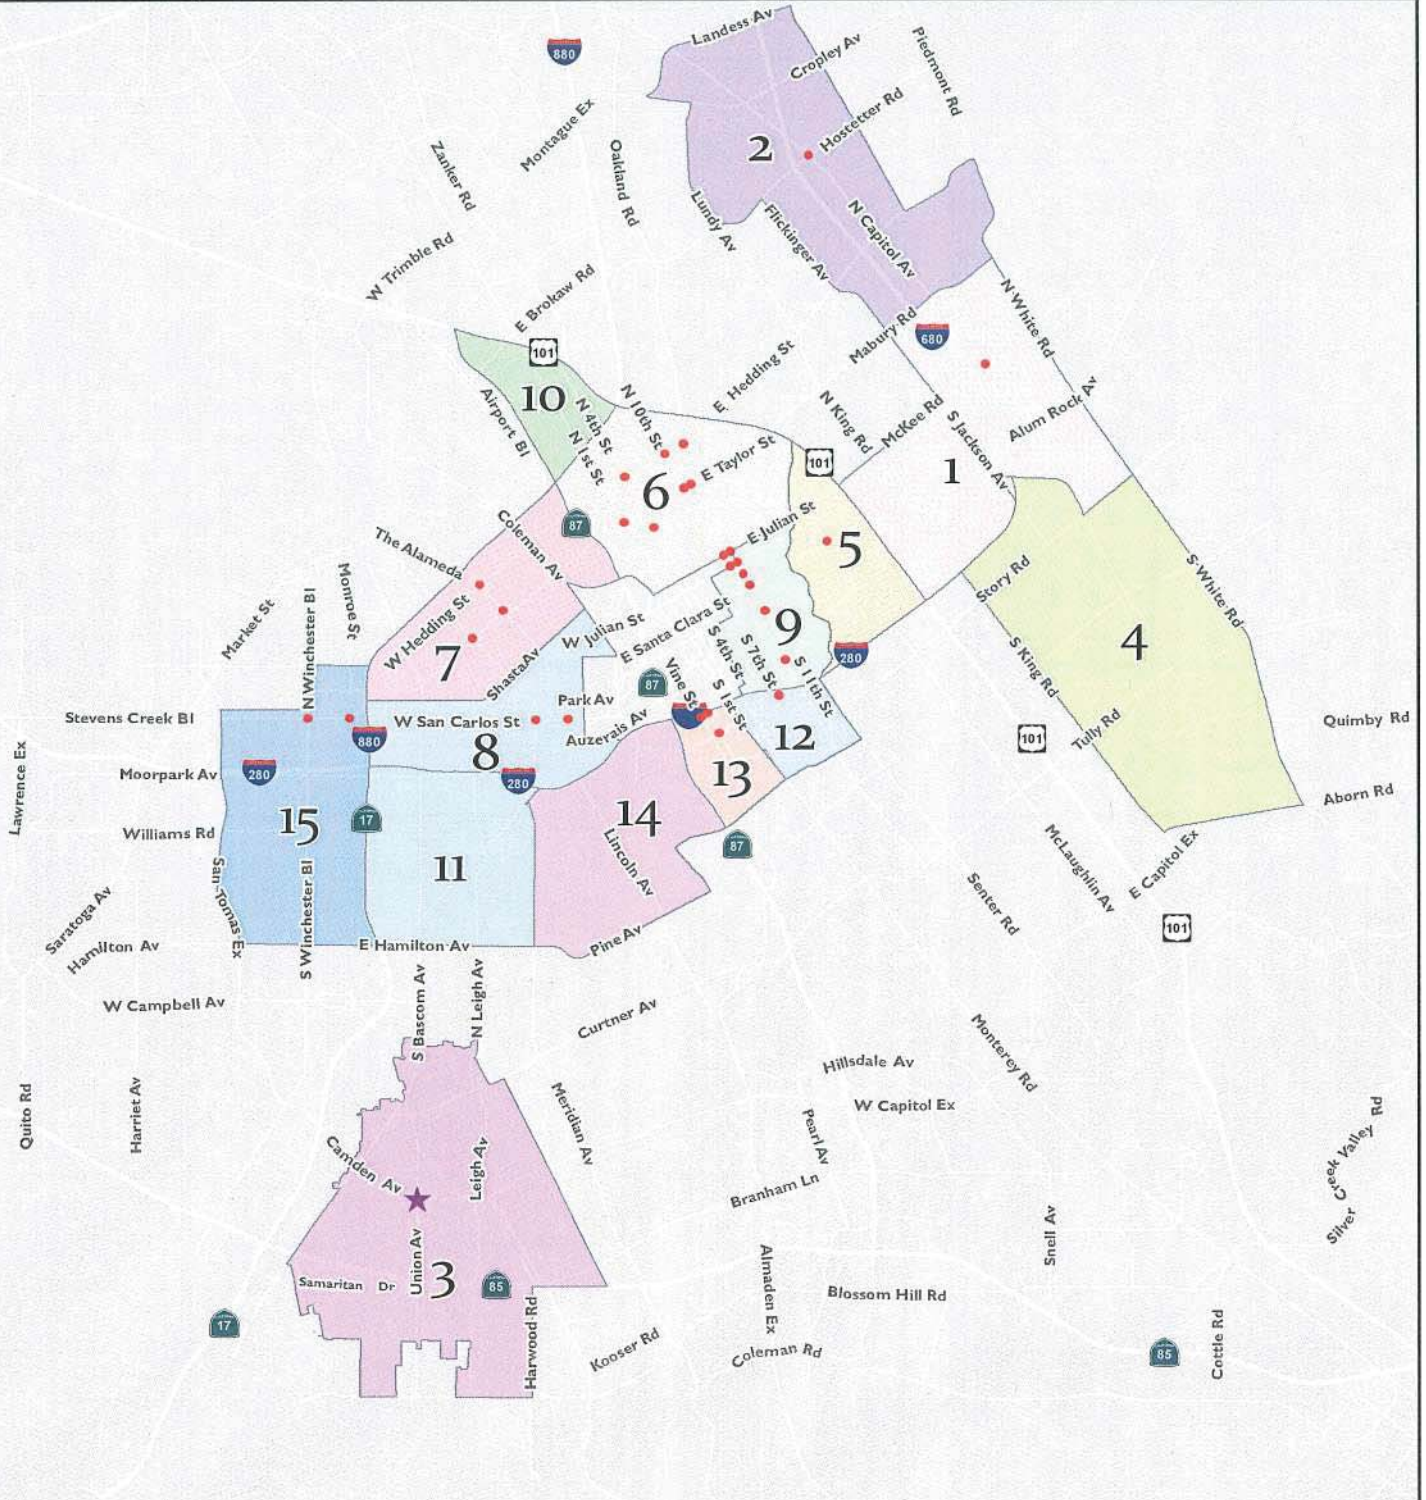 Landess Av
Piedmont Rd
Cropley Av
880
Montague Ex
Hostetter Rd
2
Zanker Rd
Oakland Rd
Lundy Av
Flickinger Av
N Capitol Av
W Trimble Rd
E Brokaw Rd
N White Rd
Mabury Rd
680
101
E Hedding St
10
Airport Bl
N 4th St
N 1st St
N 10th St
N King Rd
McKee Rd
S Jackson Av
Alum Rock Av
E Taylor St
101
1
6
Coleman Av
87
E Julian St
5
The Alameda
Story Rd
S White Rd
Market St
N Winchester Bl
Monroe St
W Hedding St
7
Shasta Av
W Julian St
E Santa Clara St
S 4th St
S 7th St
9
S 11th St
280
4
S King Rd
Stevens Creek Bl
W San Carlos St
Park Av
87
Vine St
S 1st St
Auzerais Av
880
8
12
101
Tully Rd
Quimby Rd
Lawrence Ex
Moorpark Av
280
280
13
Aborn Rd
Williams Rd
15
17
14
87
11
Lincoln Av
McLaughlin Av
E Capitol Ex
Senter Rd
San Tomas Ex
S Winchester Bl
Saratoga Av
Hamilton Av
E Hamilton Av
Pine Av
101
W Campbell Av
S Bascom Av
N Leigh Av
Curtner Av
Monterey Rd
Hillsdale Av
W Capitol Ex
Quito Rd
Harriet Av
Meridian Av
Pearl Av
Silver Creek Valley Rd
Camden Av
Leigh Av
Branham Ln
Snell Av
Union Av
3
Samaritan Dr
85
Almaden Ex
Blossom Hill Rd
17
Harwood Rd
Kooser Rd
Coleman Rd
85
Cottle Rd